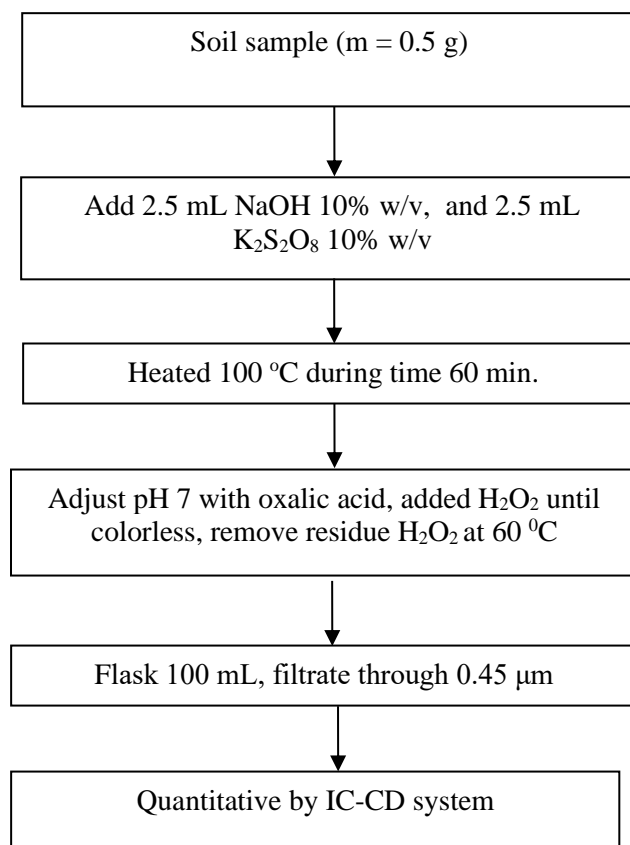 Soil sample (m = 0.5 g)
Add 2.5 mL NaOH 10% w/v, and 2.5 mL
K₂S₂O₈ 10% w/v
Heated 100 ºC during time 60 min.
Adjust pH 7 with oxalic acid, added H₂O₂ until
colorless, remove residue H₂O₂ at 60 ⁰C
Flask 100 mL, filtrate through 0.45 μm
Quantitative by IC-CD system